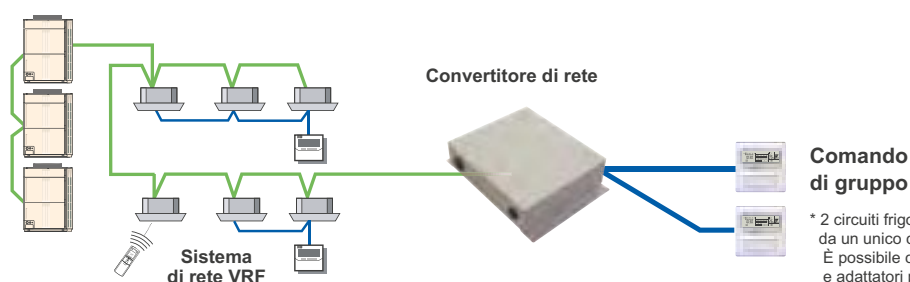 Convertitore di rete
Comando
di gruppo
* 2 circuiti frigo
da un unico c
È possibile c
e adattatori
Sistema
di rete VRF